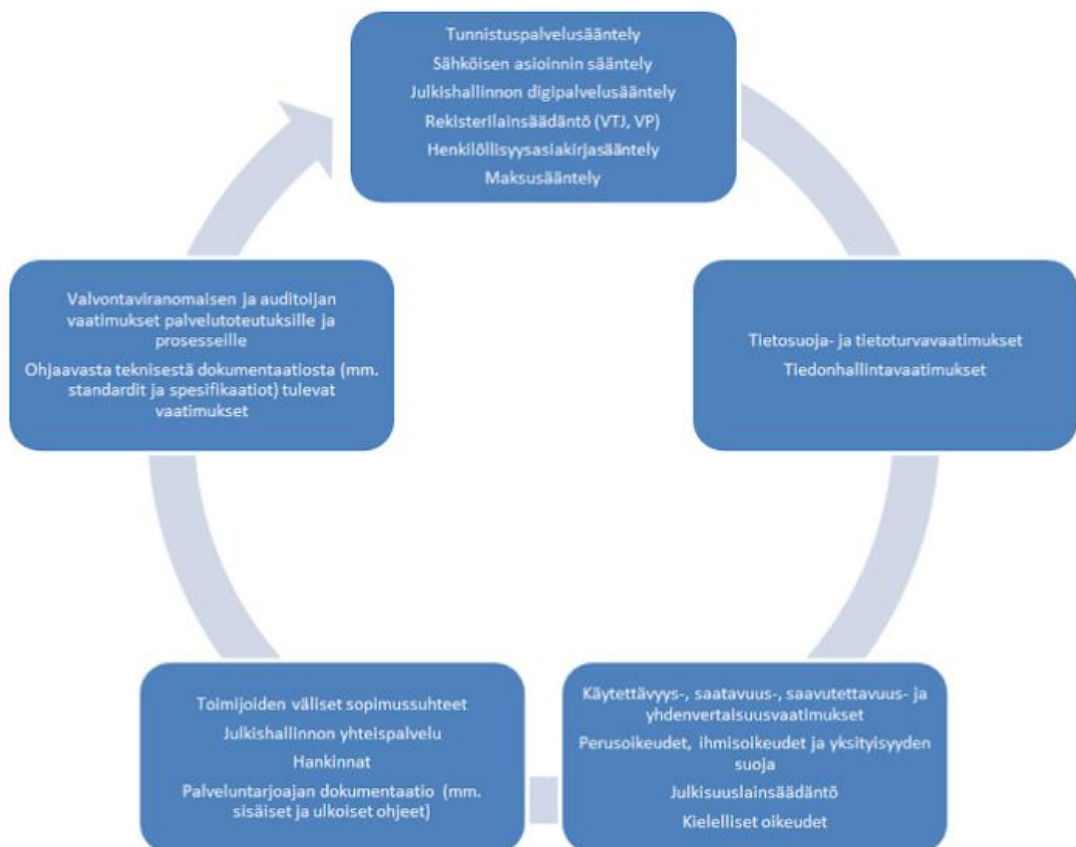 Tunnistuspalvelusääntely
Sähköisen asioinnin sääntely
Julkishallinnon digipalvelusääntely
Rekisterilainsäädäntö (VTJ, VP)
Henkilöllisyysasiakirjasääntely
Maksusääntely
Tietosuoja- ja tietoturvavaatimukset
Tiedonhallintavaatimukset
Käytettävyys-, saatavuus-, saavutettavuus- ja
yhdenvertaisuusvaatimukset
Perusoikeudet, ihmisoikeudet ja yksityisyyden
suoja
Julkisuuslainsäädäntö
Kielelliset oikeudet
Toimijoiden väliset sopimussuhteet
Julkishallinnon yhteispalvelu
Hankinnat
Palveluntarjoajan dokumentaatio (mm.
sisäiset ja ulkoiset ohjeet)
Valvontaviranomaisen ja auditoijan
vaatimukset palvelutoteutuksille ja
prosesseille
Ohjaavasta teknisestä dokumentaatiosta (mm.
standardit ja spesifikaatiot) tulevat
vaatimukset